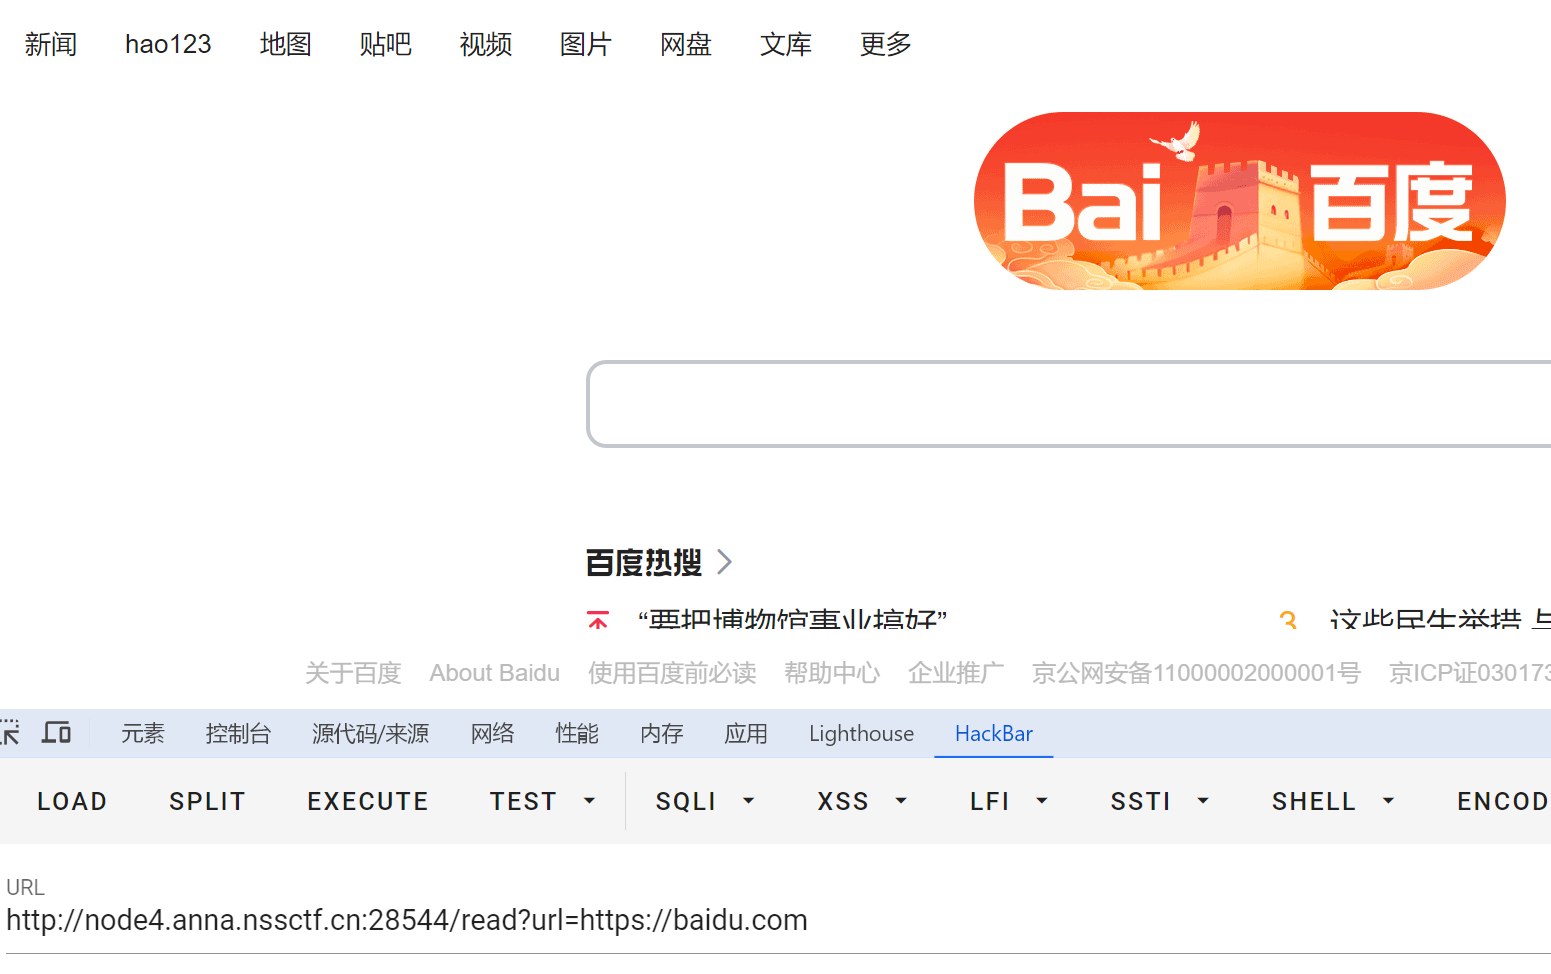 新闻 hao123 地图 贴吧 视频 图片 网盘 文库 更多
Bai 百度
百度热搜
“要把博物馆事业搞好” 3 这些民生举措
关于百度 About Baidu 使用百度前必读 帮助中心 企业推广 京公网安备11000002000001号 京ICP证030173
元素 控制台 源代码/来源 网络 性能 内存 应用 Lighthouse HackBar
LOAD SPLIT EXECUTE TEST SQLI XSS LFI SSTI SHELL ENCOD
URL
http://node4.anna.nssctf.cn:28544/read?url=https://baidu.com